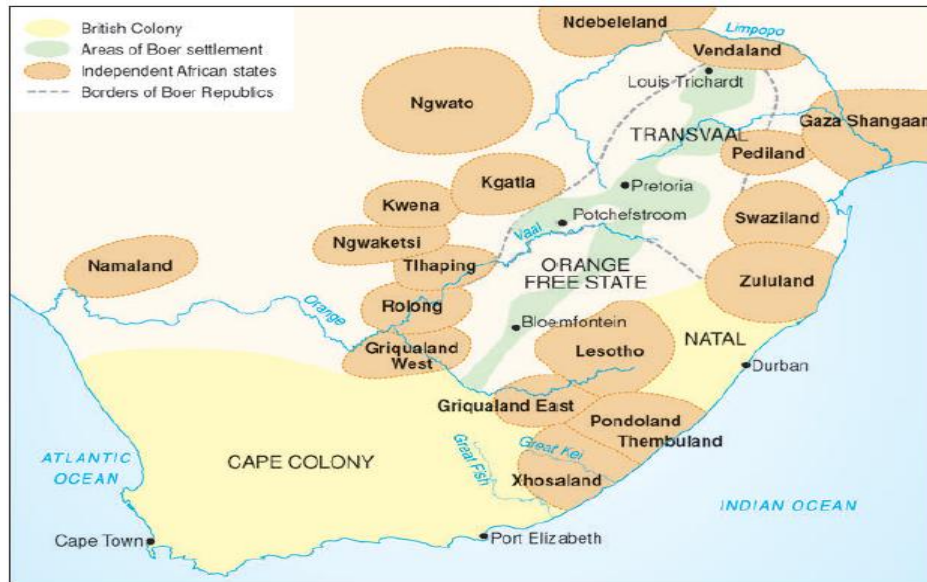 British Colony
Areas of Boer settlement
Independent African states
Borders of Boer Republics
Ndebeleland
Limpopo
Vendaland
Louis Trichardt
Ngwato
TRANSVAAL
Gaza Shangaan
Pediland
Kgatla
Pretoria
Kwena
Potchefstroom
Swaziland
Ngwaketsi
Vaal
Namaland
Tlhaping
ORANGE
FREE STATE
Zululand
Orange
Rolong
Bloemfontein
NATAL
Griqualand
West
Lesotho
Durban
Griqualand East
Pondoland
Thembuland
Great Fish
Great Kei
ATLANTIC
OCEAN
CAPE COLONY
Xhosaland
INDIAN OCEAN
Cape Town
Port Elizabeth